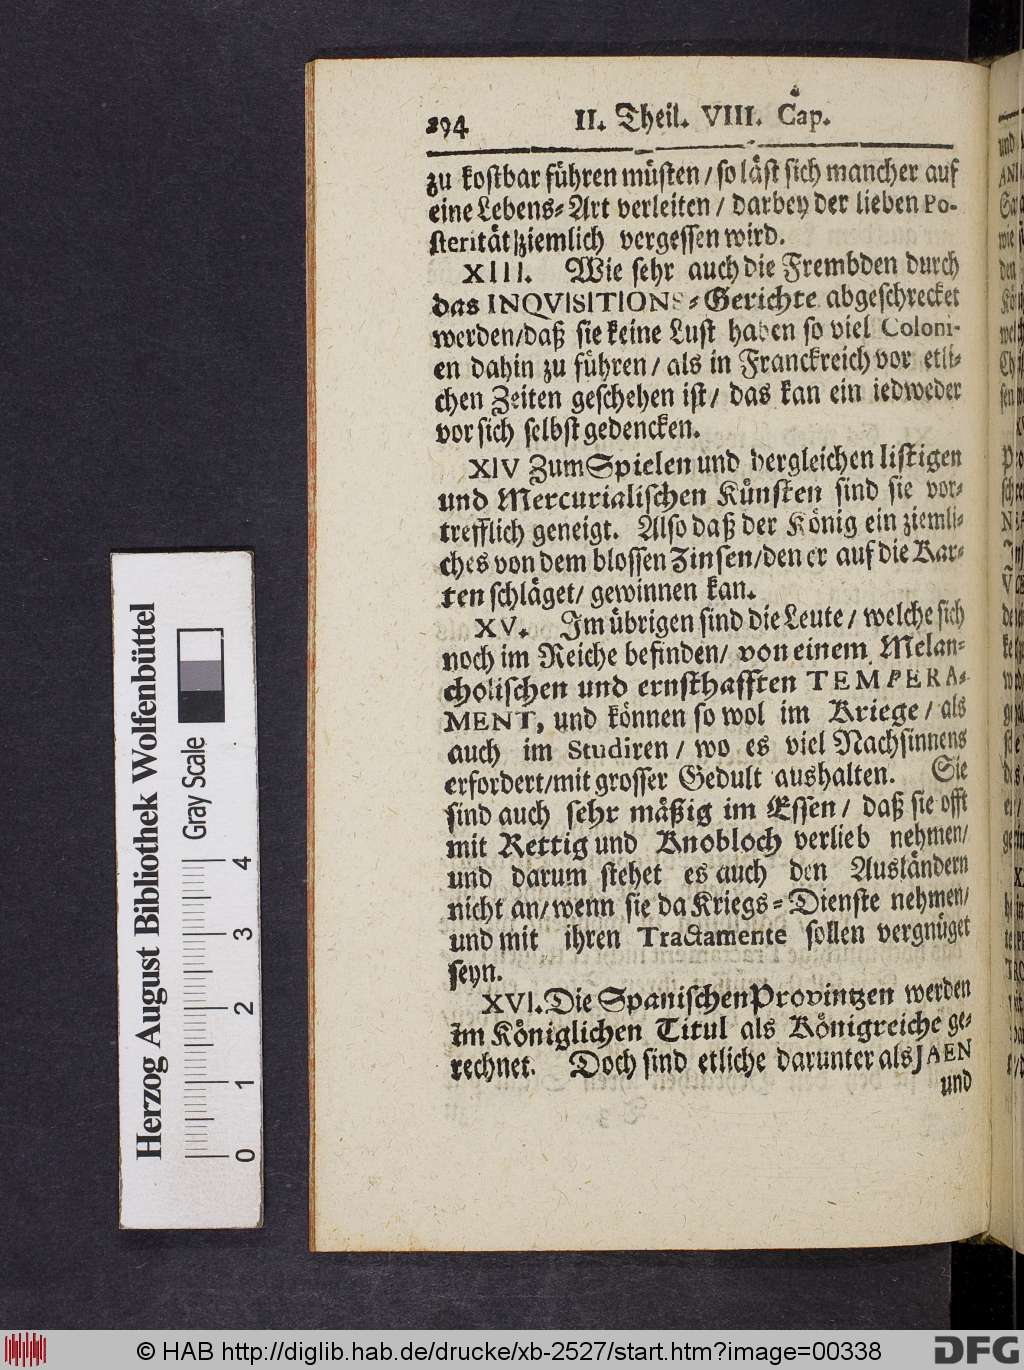 294 II. Theil. VIII. Cap.
zu kostbar führen müsten / so läst sich mancher auf
eine Lebens-Art verleiten / darbey der lieben Po-
sterität ziemlich vergessen wird.
XIII. Wie sehr auch die Frembden durch
das INQVISITIONS-Gerichte abgeschrecket
werden/daß sie keine Lust haben so viel Coloni-
en dahin zu führen / als in Franckreich vor etli-
chen Zeiten geschehen ist / das kan ein iedweder
vor sich selbst gedencken.
XIV Zum Spielen und dergleichen listigen
und Mercurialischen Künsten sind sie vor-
trefflich geneigt. Also daß der König ein ziemli-
ches von dem blossen Zinsen/den er auf die Kar-
ten schläget/ gewinnen kan.
XV. Im übrigen sind die Leute / welche sich
noch im Reiche befinden/ von einem Melan-
cholischen und ernsthafften TEMPERA-
MENT, und können so wol im Kriege / als
auch im Studiren / wo es viel Nachsinnens
erfordert/mit grosser Gedult aushalten. Sie
sind auch sehr mäßig im Essen / daß sie offt
mit Rettig und Knobloch verlieb nehmen/
und darum stehet es auch den Ausländern
nicht an/wenn sie da Kriegs-Dienste nehmen/
und mit ihren Tractamente sollen vergnüget
seyn.
XVI. Die Spanischen Provintzen werden
im Königlichen Titul als Königreiche ge-
rechnet. Doch sind etliche darunter als JAEN
und
Herzog August Bibliothek Wolfenbüttel
Gray Scale
0 1 2 3 4
© HAB http://diglib.hab.de/drucke/xb-2527/start.htm?image=00338
DFG